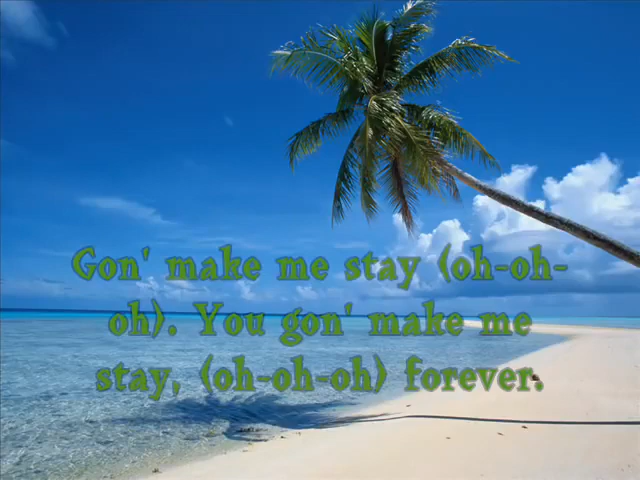 Gon' make me stay (oh-oh-
oh). You gon' make me
stay, (oh-oh-oh) forever.